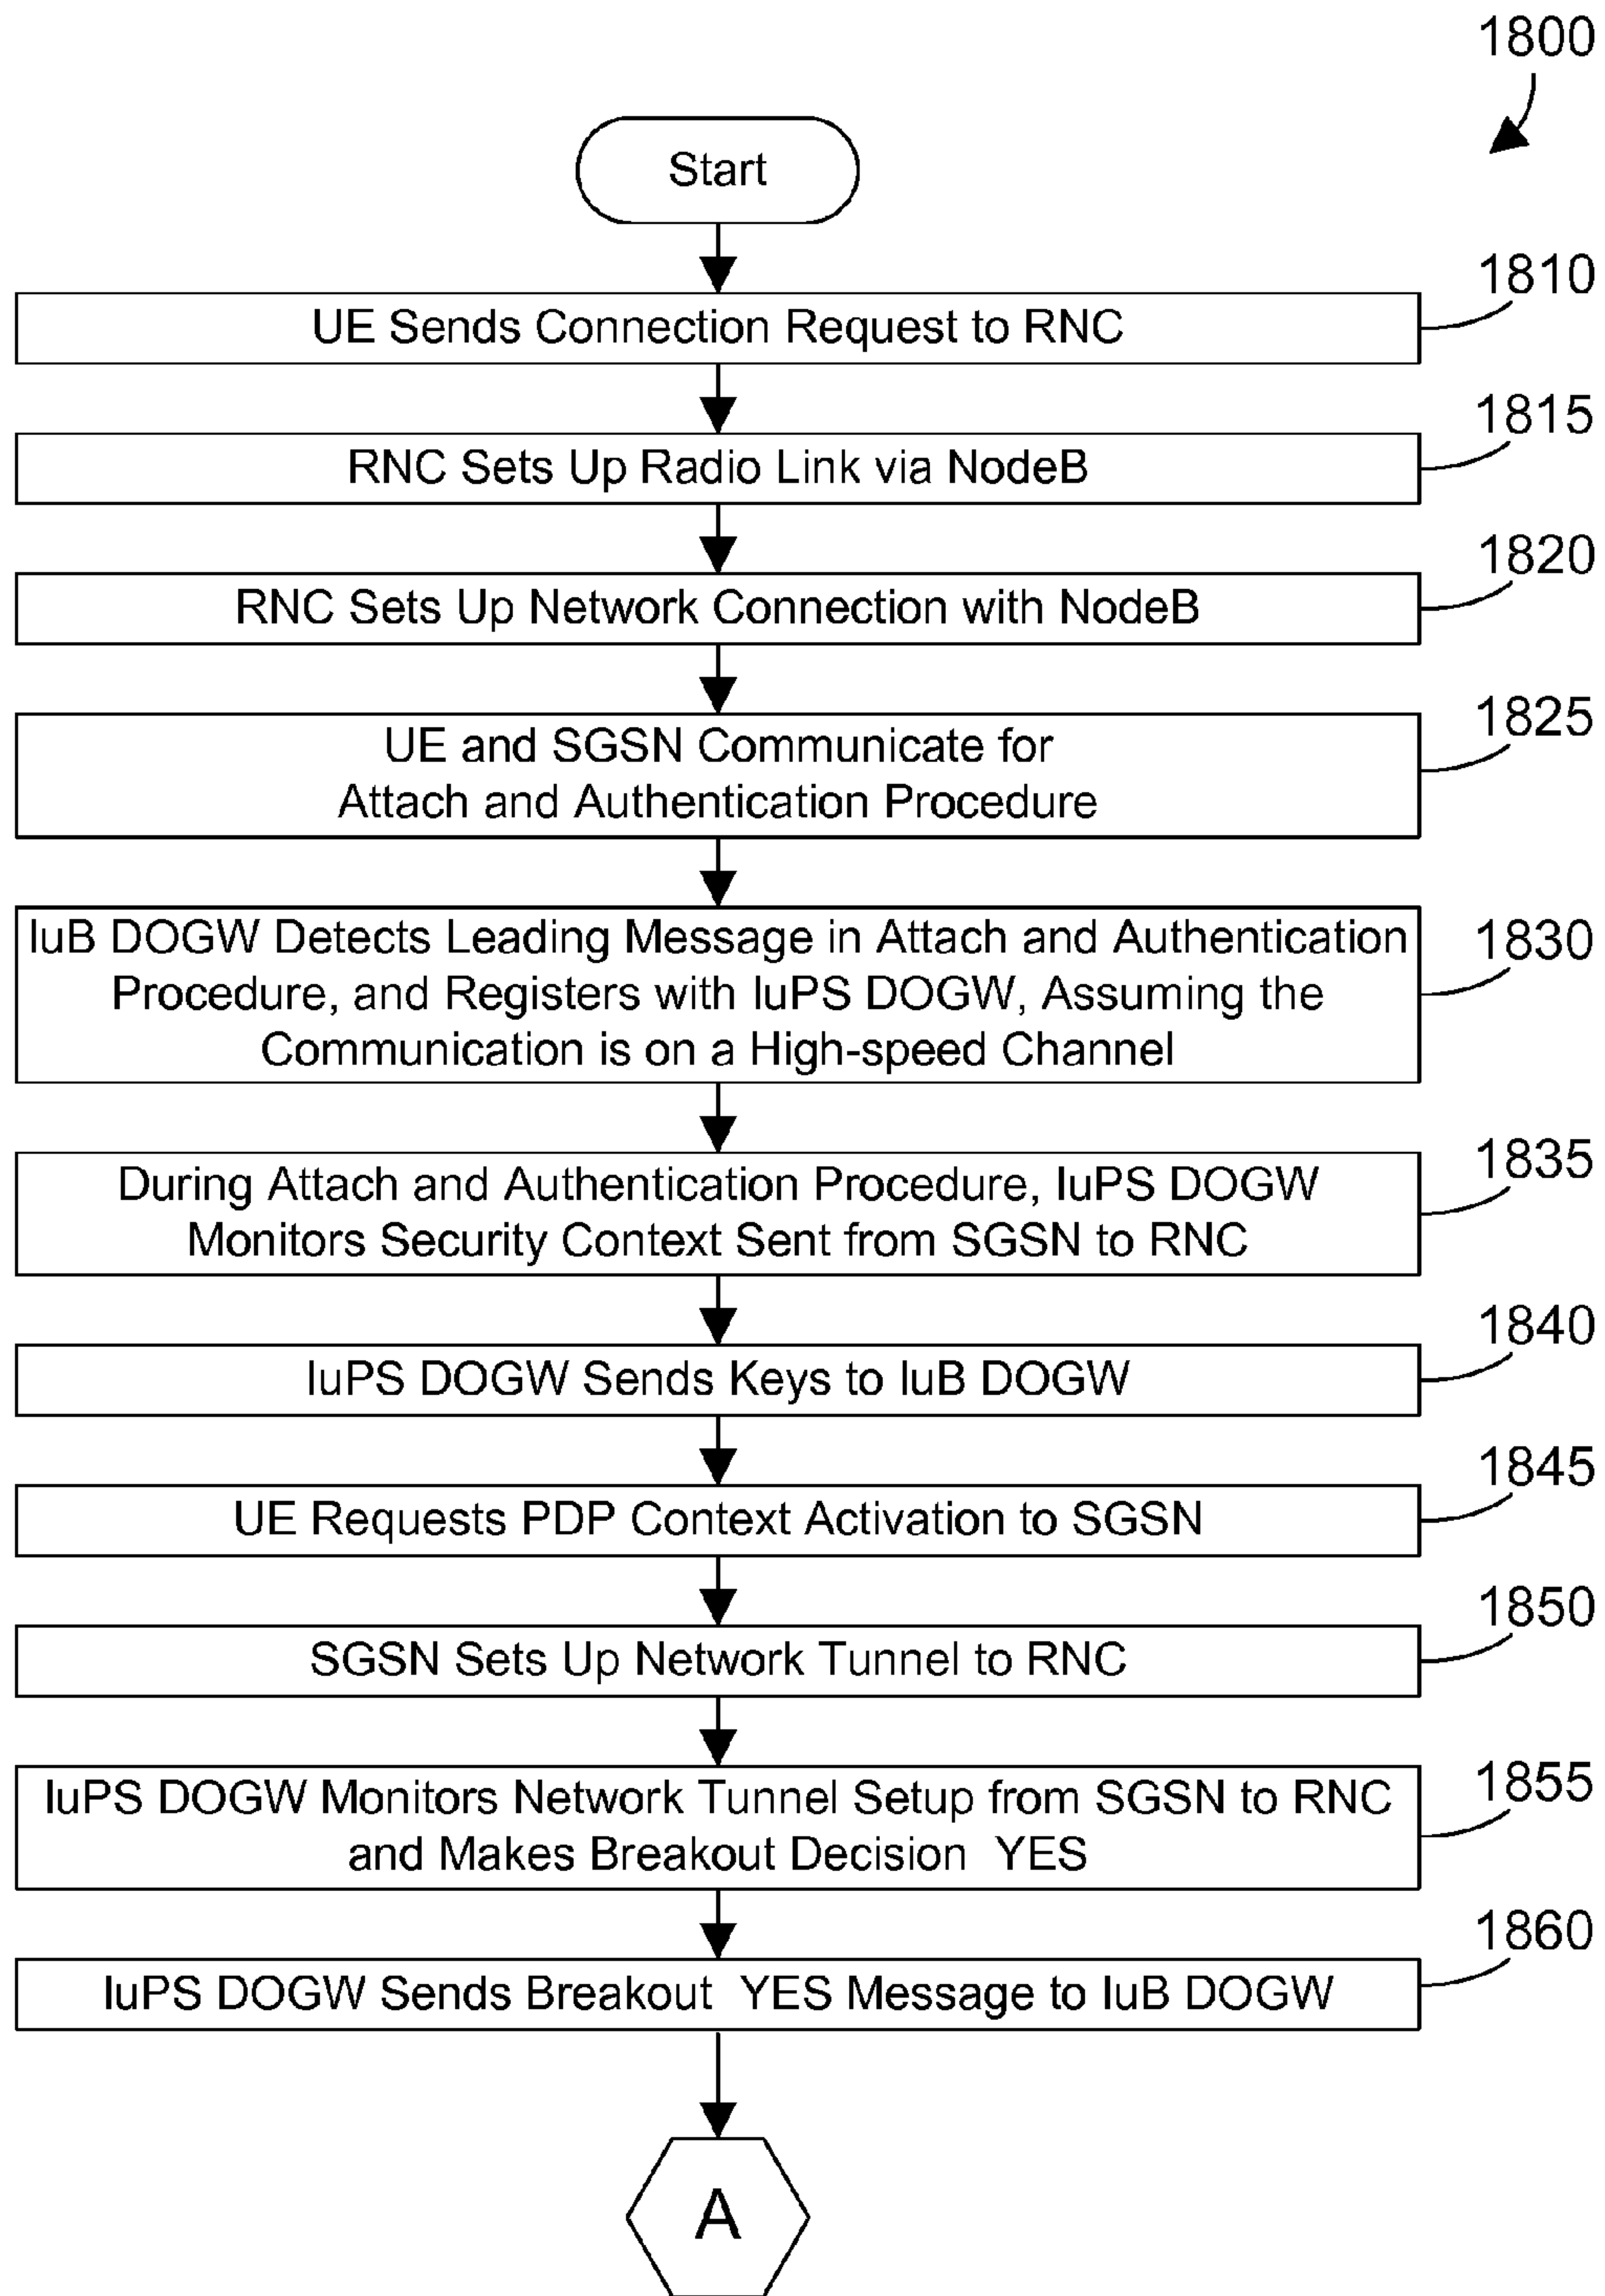 1800
Start
1810
UE Sends Connection Request to RNC
1815
RNC Sets Up Radio Link via NodeB
1820
RNC Sets Up Network Connection with NodeB
1825
UE and SGSN Communicate for
Attach and Authentication Procedure
1830
IuB DOGW Detects Leading Message in Attach and Authentication
Procedure, and Registers with IuPS DOGW, Assuming the
Communication is on a High-speed Channel
1835
During Attach and Authentication Procedure, IuPS DOGW
Monitors Security Context Sent from SGSN to RNC
1840
IuPS DOGW Sends Keys to IuB DOGW
1845
UE Requests PDP Context Activation to SGSN
1850
SGSN Sets Up Network Tunnel to RNC
1855
IuPS DOGW Monitors Network Tunnel Setup from SGSN to RNC
and Makes Breakout Decision YES
1860
IuPS DOGW Sends Breakout YES Message to IuB DOGW
A